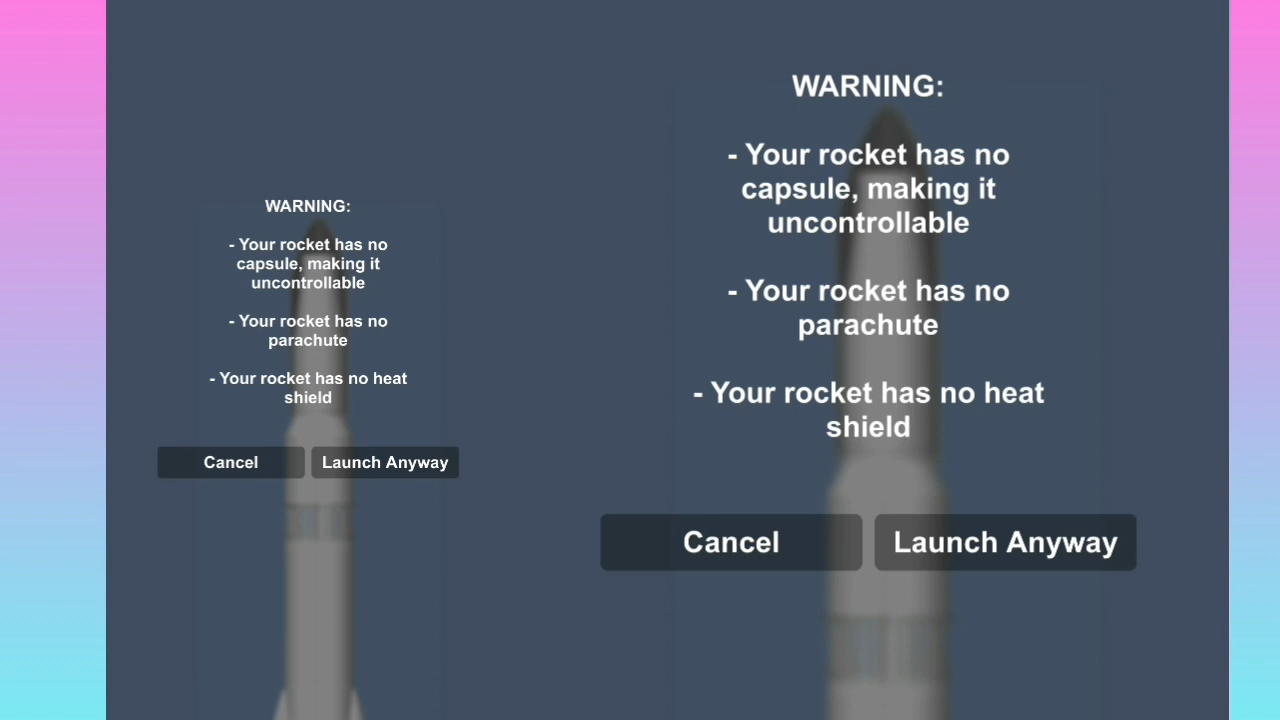 WARNING:
- Your rocket has no
capsule, making it
uncontrollable
- Your rocket has no
parachute
- Your rocket has no heat
shield
Cancel
Launch Anyway
WARNING:
- Your rocket has no
capsule, making it
uncontrollable
- Your rocket has no
parachute
- Your rocket has no heat
shield
Cancel
Launch Anyway